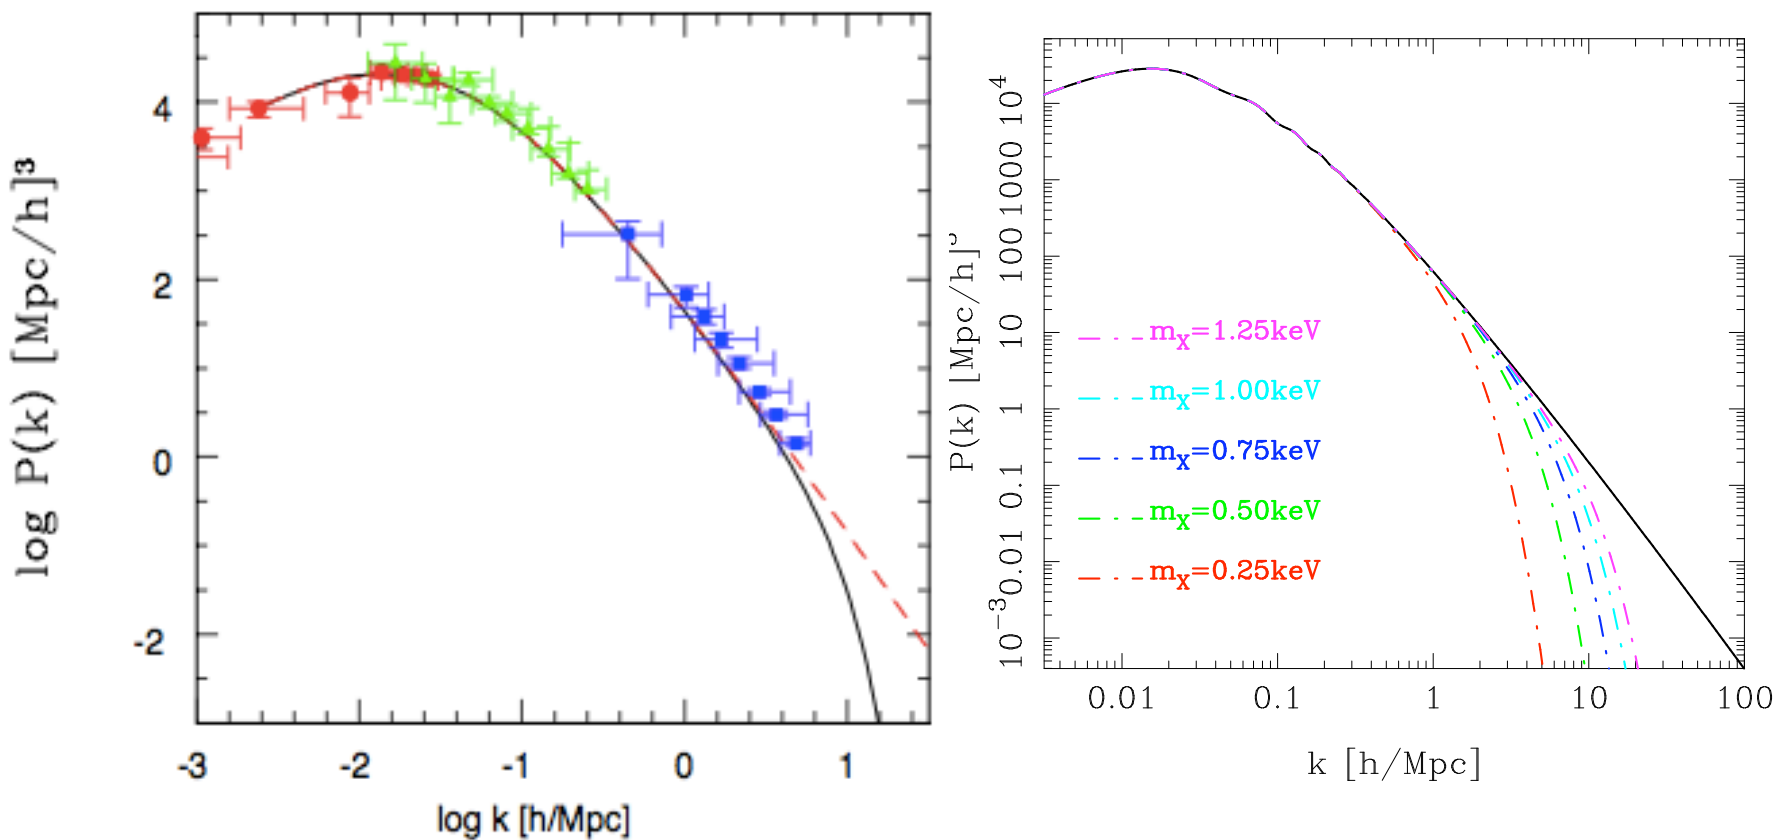 log P(k) [Mpc/h]³
4
2
0
-2
-3
-2
-1
0
1
log k [h/Mpc]
P(k) [Mpc/h]³
10⁴
1000
100
10
1
0.1
0.01
10⁻³
m_X=1.25keV
m_X=1.00keV
m_X=0.75keV
m_X=0.50keV
m_X=0.25keV
0.01
0.1
1
10
100
k [h/Mpc]